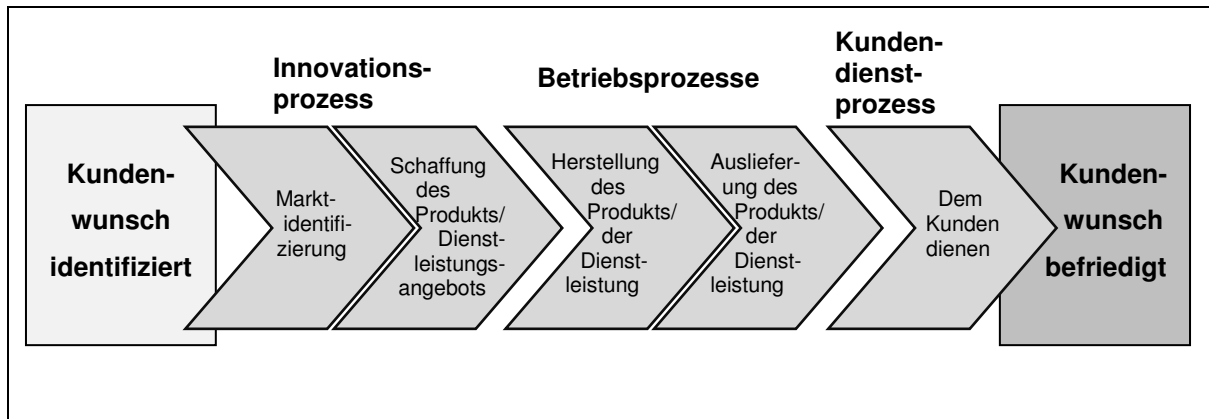 Innovations-
prozess
Betriebsprozesse
Kunden-
dienst-
prozess
Kunden-
wunsch
identifiziert
Markt-
identifi-
zierung
Schaffung
des
Produkts/
Dienst-
leistungs-
angebots
Herstellung
des
Produkts/
der
Dienst-
leistung
Ausliefer-
ung des
Produkts/
der
Dienst-
leistung
Dem
Kunden
dienen
Kunden-
wunsch
befriedigt